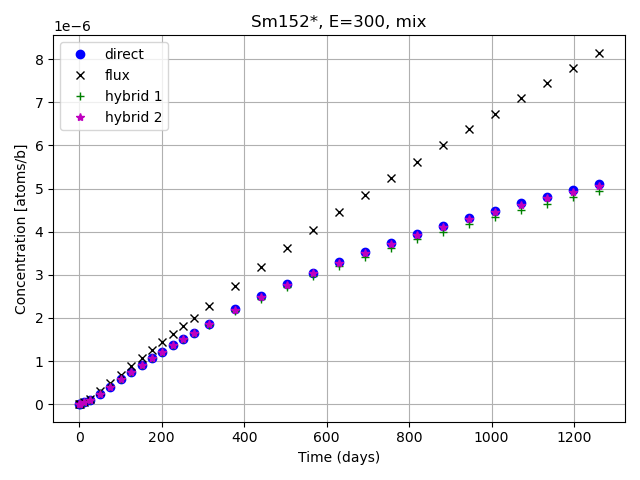 Sm152*, E=300, mix
1e−6
direct
flux
hybrid 1
hybrid 2
8
7
6
5
4
3
2
1
0
Concentration [atoms/b]
0 200 400 600 800 1000 1200
Time (days)